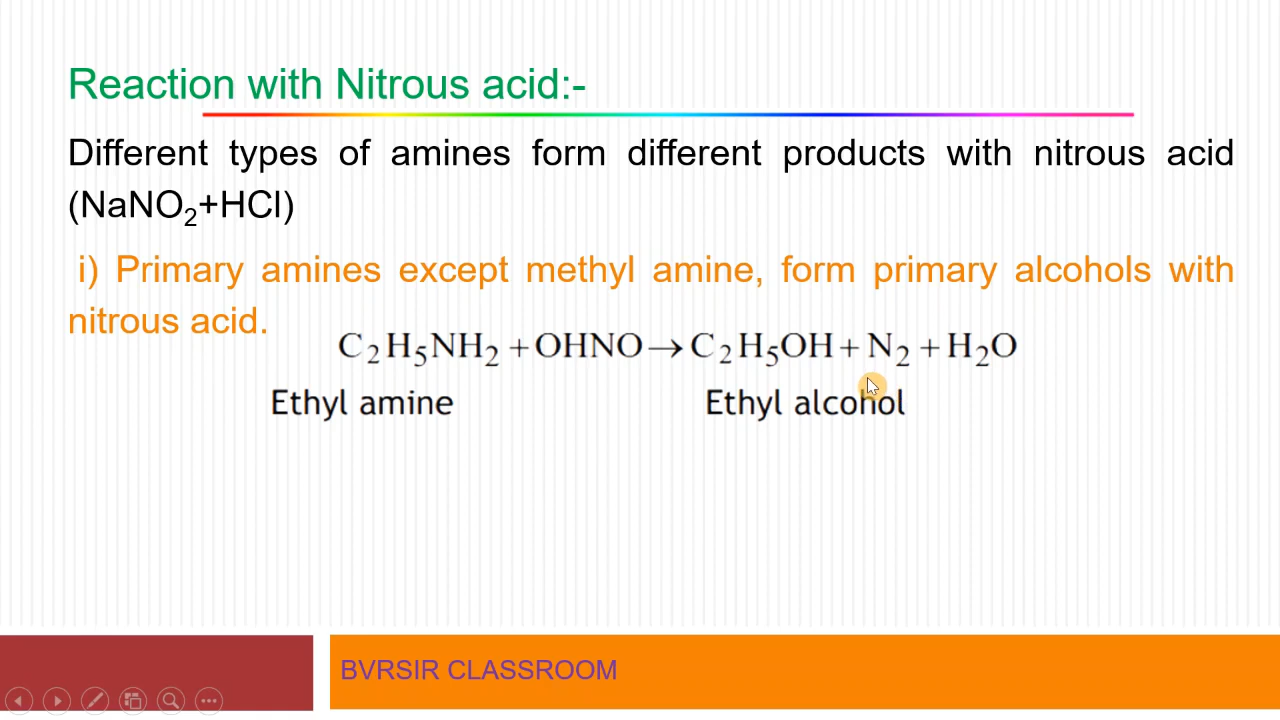 Reaction with Nitrous acid:-
Different types of amines form different products with nitrous acid
(NaNO₂+HCl)
i) Primary amines except methyl amine, form primary alcohols with
nitrous acid.
C₂H₅NH₂ + OHNO → C₂H₅OH + N₂ + H₂O
Ethyl amine Ethyl alcohol
BVRSIR CLASSROOM